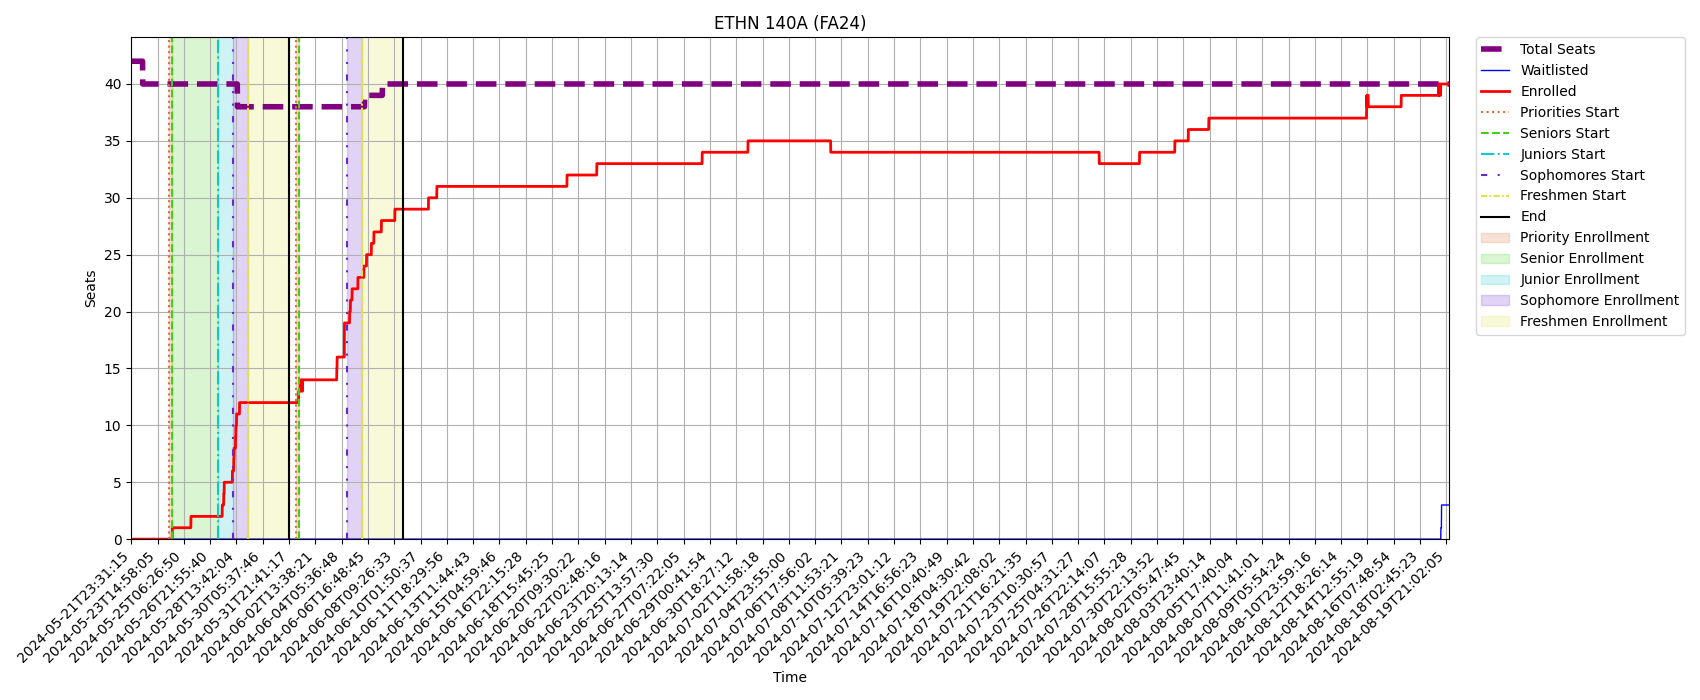 ETHN 140A (FA24)
Seats
40
35
30
25
20
15
10
5
0
2024-05-21T23:31:15
2024-05-23T14:58:05
2024-05-25T06:26:50
2024-05-26T21:55:40
2024-05-28T13:42:04
2024-05-30T05:37:46
2024-05-31T21:41:17
2024-06-02T13:38:21
2024-06-04T05:36:48
2024-06-06T16:48:45
2024-06-08T09:26:33
2024-06-10T01:50:37
2024-06-11T18:29:56
2024-06-13T11:44:43
2024-06-15T04:59:46
2024-06-16T22:15:28
2024-06-18T15:45:25
2024-06-20T09:30:22
2024-06-22T02:48:16
2024-06-23T20:13:14
2024-06-25T13:57:30
2024-06-27T07:22:05
2024-06-29T00:41:54
2024-06-30T18:27:12
2024-07-02T11:58:18
2024-07-04T23:55:00
2024-07-06T17:56:02
2024-07-08T11:53:21
2024-07-10T05:39:23
2024-07-12T23:01:12
2024-07-14T16:56:23
2024-07-16T10:40:49
2024-07-18T04:30:42
2024-07-19T22:08:02
2024-07-21T16:21:35
2024-07-23T10:30:57
2024-07-25T04:31:27
2024-07-26T22:14:07
2024-07-28T15:55:28
2024-07-30T22:13:52
2024-08-02T05:47:45
2024-08-03T23:40:14
2024-08-05T17:40:04
2024-08-07T11:41:01
2024-08-09T05:54:24
2024-08-10T23:59:16
2024-08-12T18:26:14
2024-08-14T12:55:19
2024-08-16T07:48:54
2024-08-18T02:45:23
2024-08-19T21:02:05
Time
Total Seats
Waitlisted
Enrolled
Priorities Start
Seniors Start
Juniors Start
Sophomores Start
Freshmen Start
End
Priority Enrollment
Senior Enrollment
Junior Enrollment
Sophomore Enrollment
Freshmen Enrollment